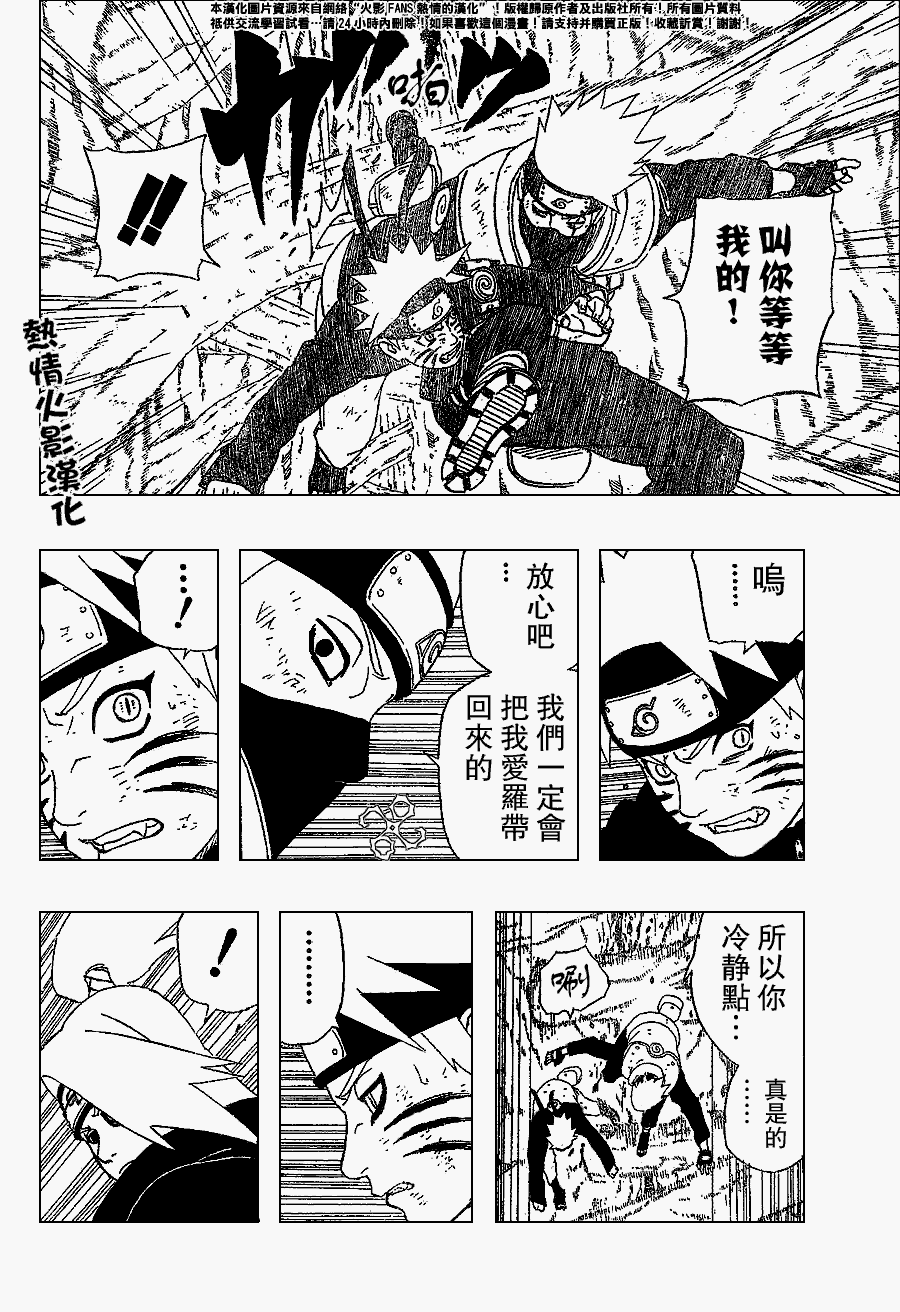 本漢化圖片資源來自網絡“火影FANS熱情的漢化”！版權歸原作者及出版社所有！所有圖片資料
祗供交流學習試看…請24小時內刪除！如果喜歡這個漫畫！請支持并購買正版！收藏新賞！謝謝！
啪
叫你等等
我的！
!!
熱情火影漢化
嗚
……
放心吧
…
我們一定會
把我愛羅帶
回來的
…！
所以你
冷静點…
真是的
……
唰
………
！